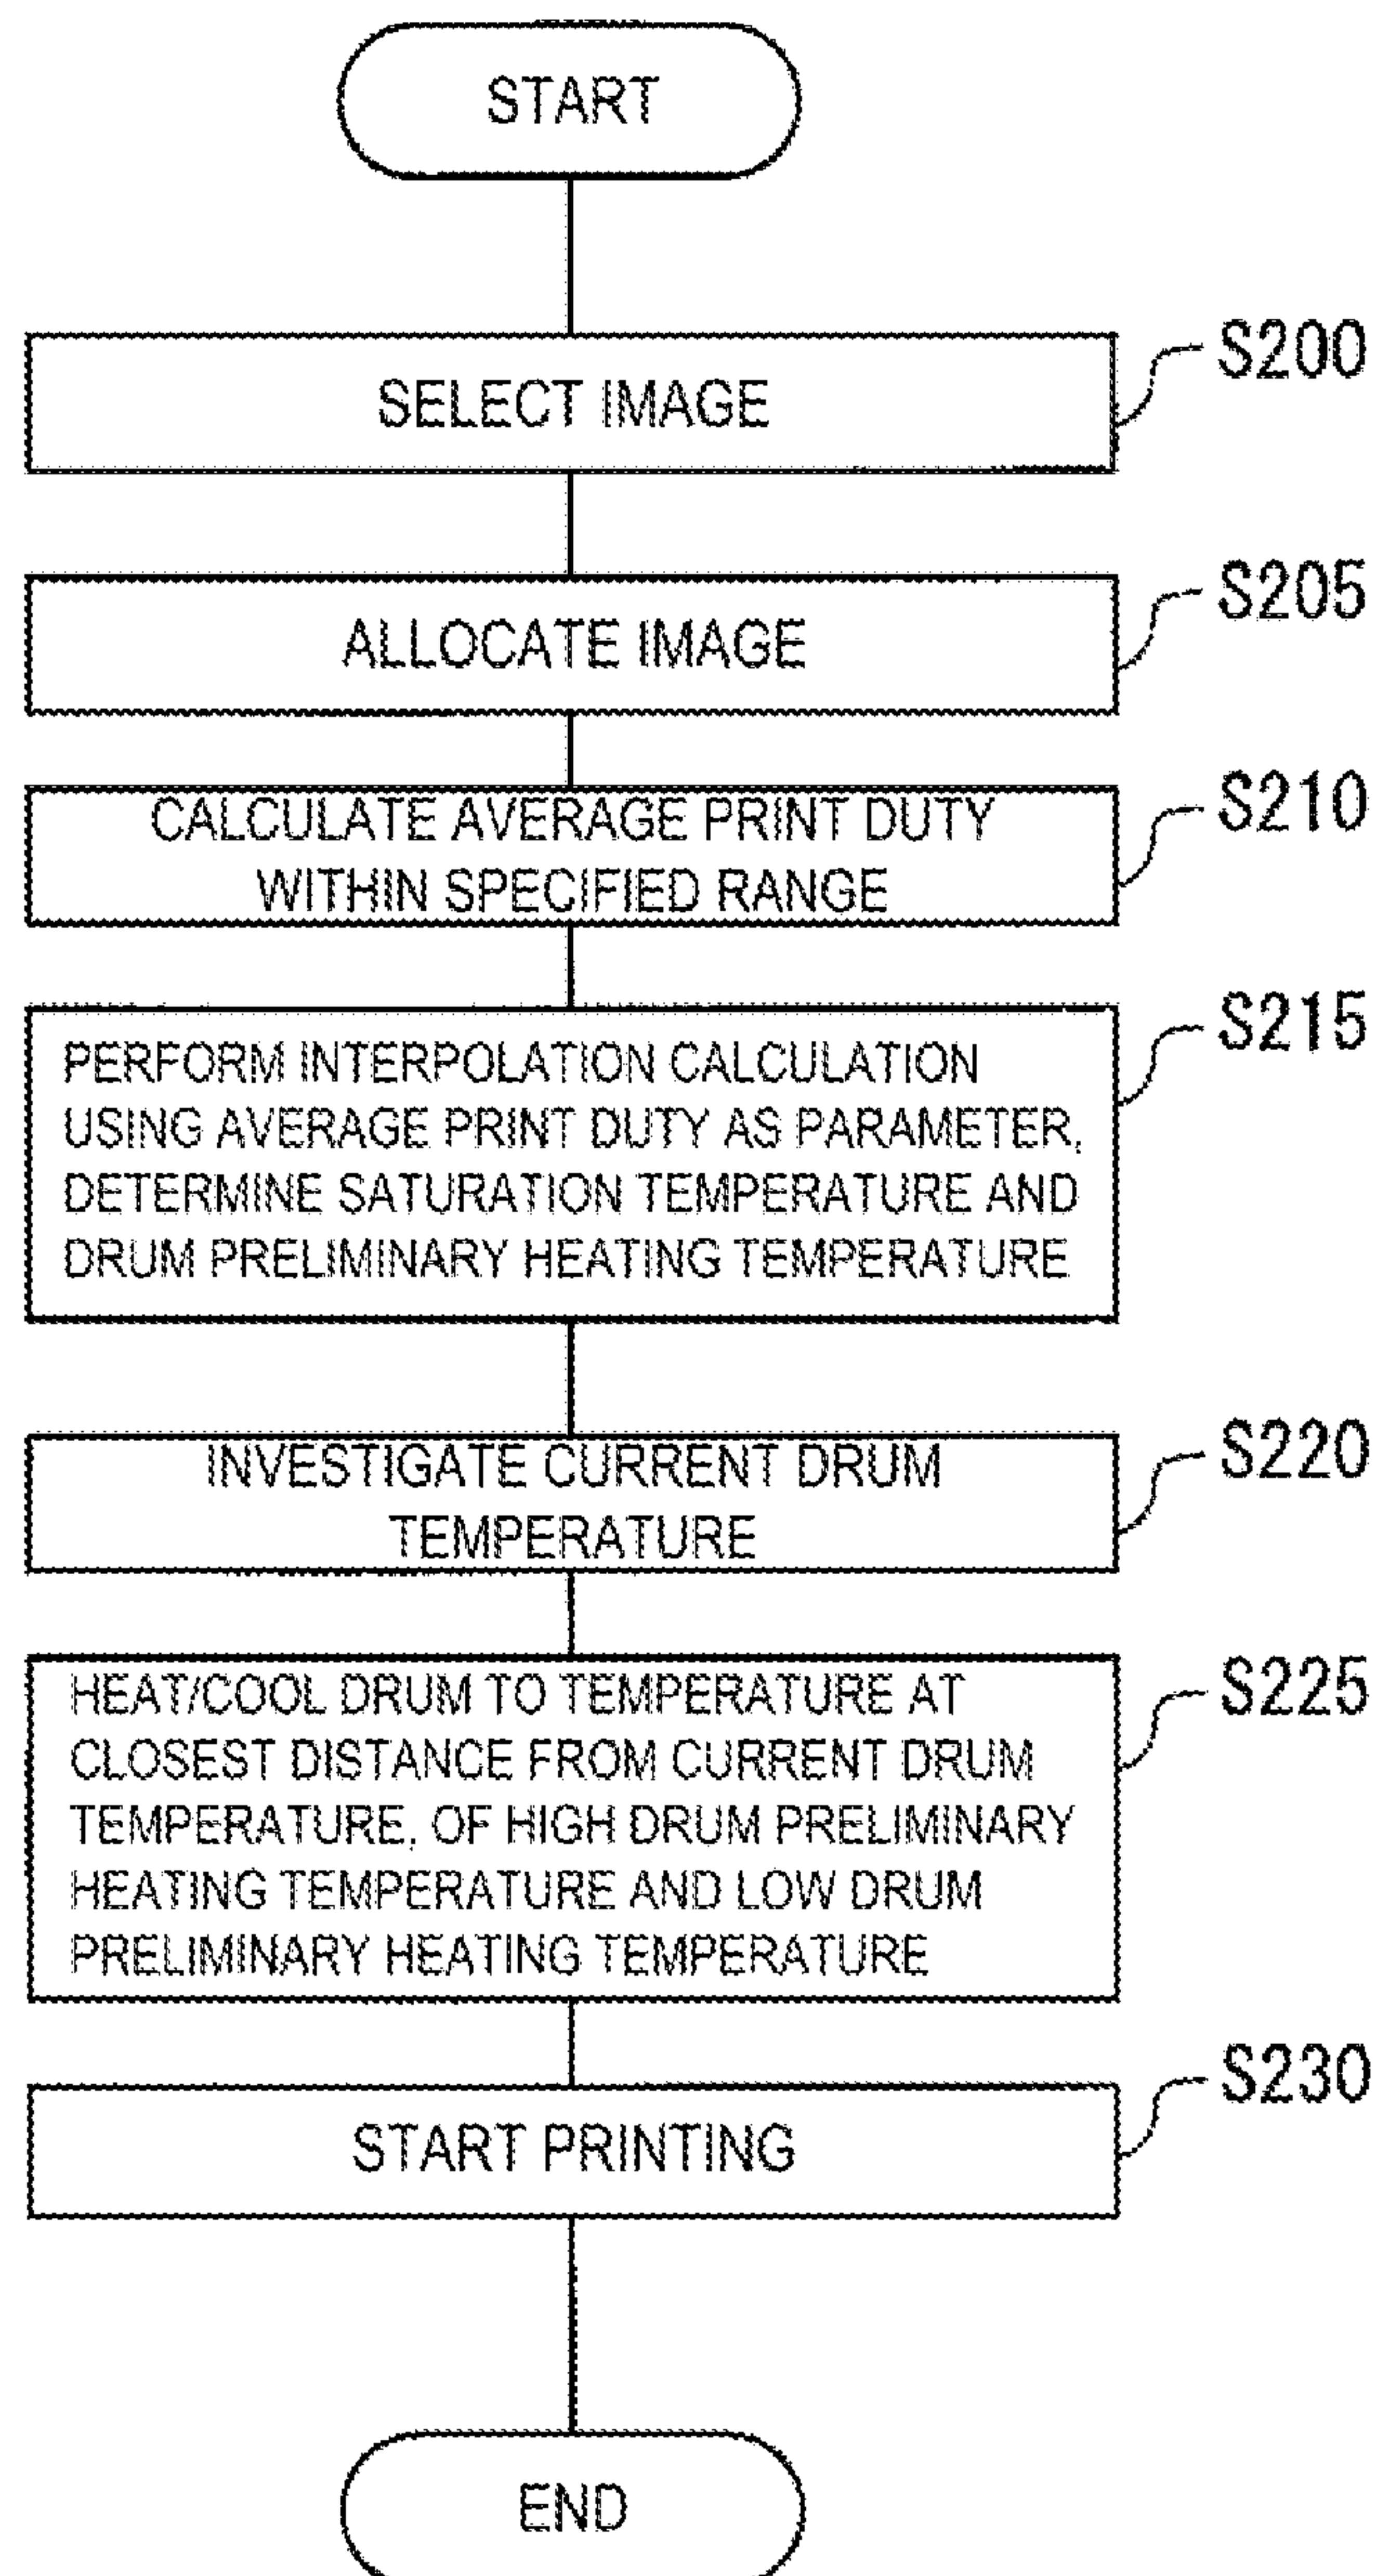 START
S200
SELECT IMAGE
S205
ALLOCATE IMAGE
S210
CALCULATE AVERAGE PRINT DUTY
WITHIN SPECIFIED RANGE
S215
PERFORM INTERPOLATION CALCULATION
USING AVERAGE PRINT DUTY AS PARAMETER,
DETERMINE SATURATION TEMPERATURE AND
DRUM PRELIMINARY HEATING TEMPERATURE
S220
INVESTIGATE CURRENT DRUM
TEMPERATURE
S225
HEAT/COOL DRUM TO TEMPERATURE AT
CLOSEST DISTANCE FROM CURRENT DRUM
TEMPERATURE, OF HIGH DRUM PRELIMINARY
HEATING TEMPERATURE AND LOW DRUM
PRELIMINARY HEATING TEMPERATURE
S230
START PRINTING
END